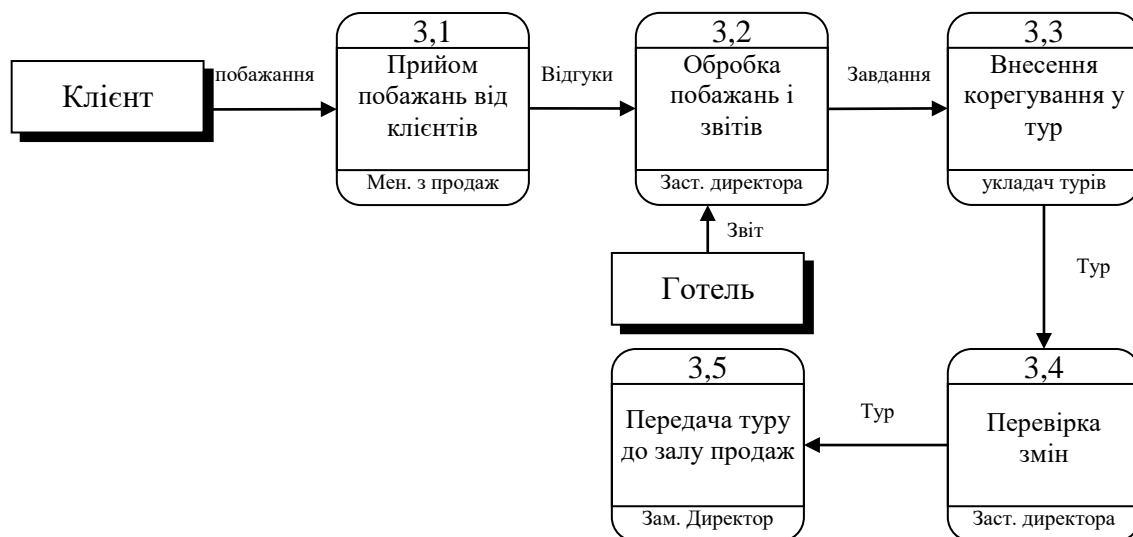 Клієнт
побажання
3,1
Прийом
побажань від
клієнтів
Мен. з продаж
Відгуки
3,2
Обробка
побажань і
звітів
Заст. директора
Завдання
3,3
Внесення
корегування у
тур
укладач турів
Звіт
Готель
Тур
3,4
Перевірка
змін
Заст. директора
Тур
3,5
Передача туру
до залу продаж
Зам. Директор